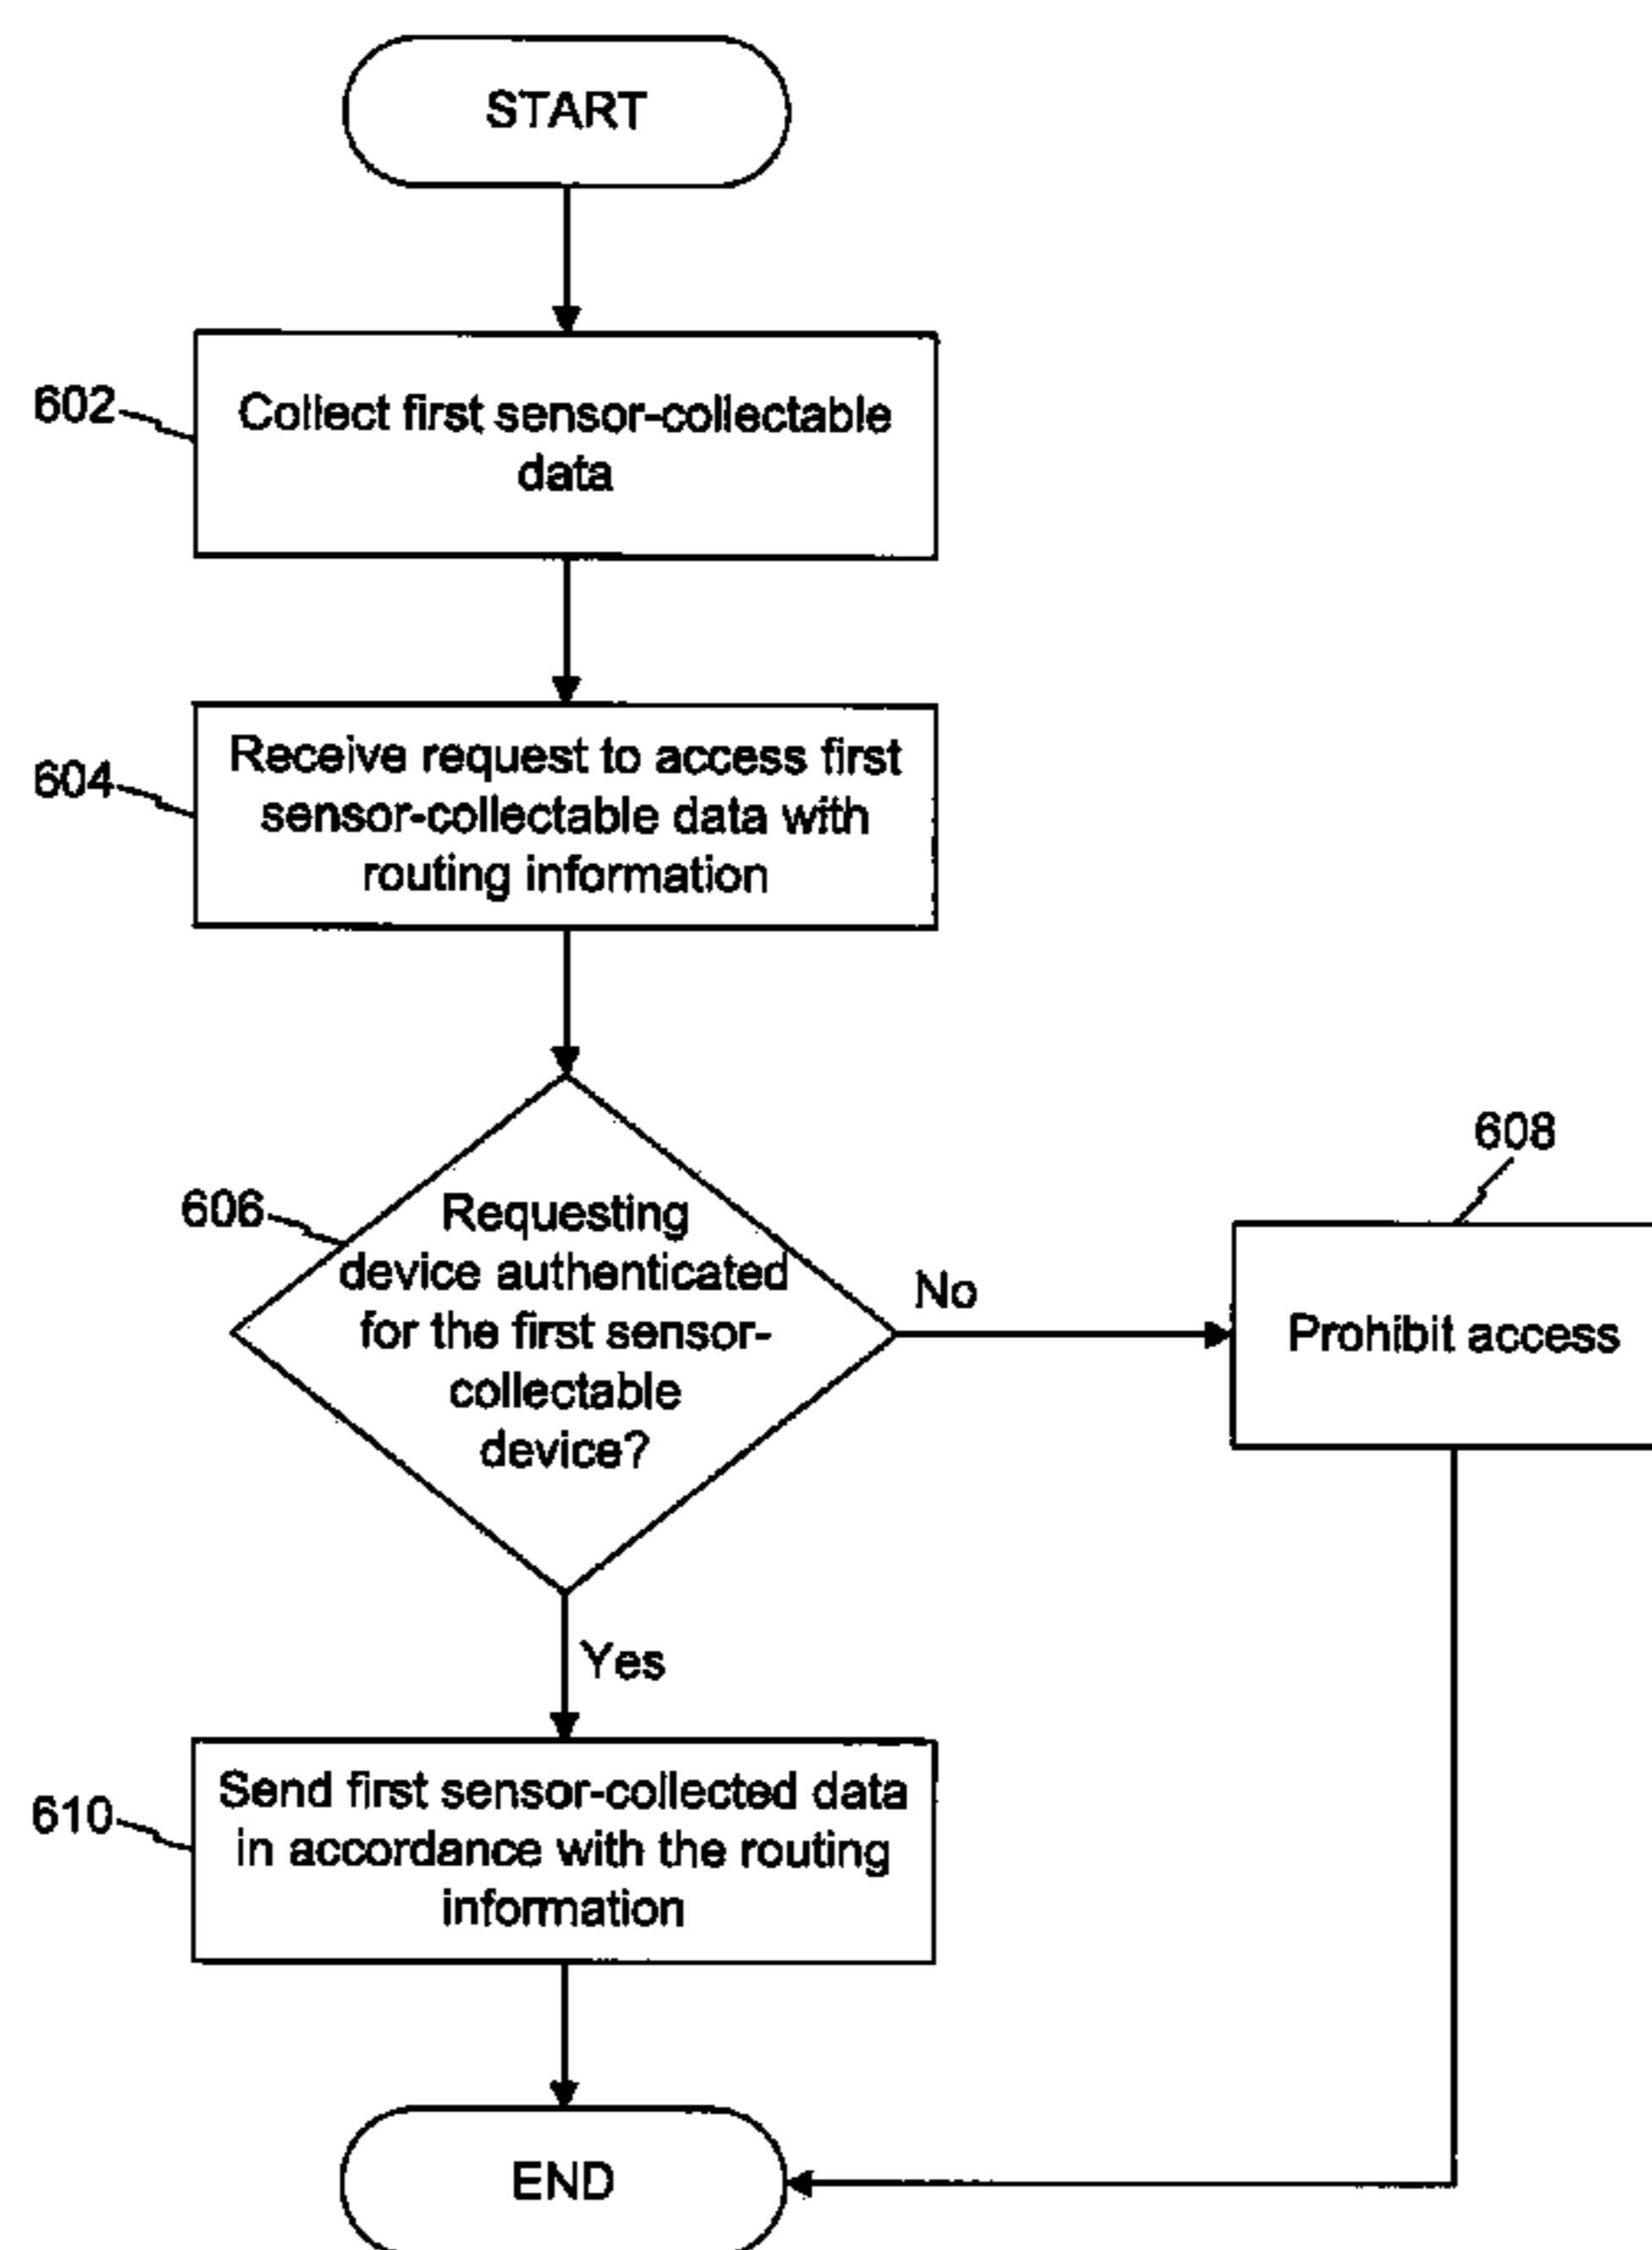 START
602
Collect first sensor-collectable
data
604
Receive request to access first
sensor-collectable data with
routing information
606
Requesting
device authenticated
for the first sensor-
collectable
device?
No
608
Prohibit access
Yes
610
Send first sensor-collected data
in accordance with the routing
information
END